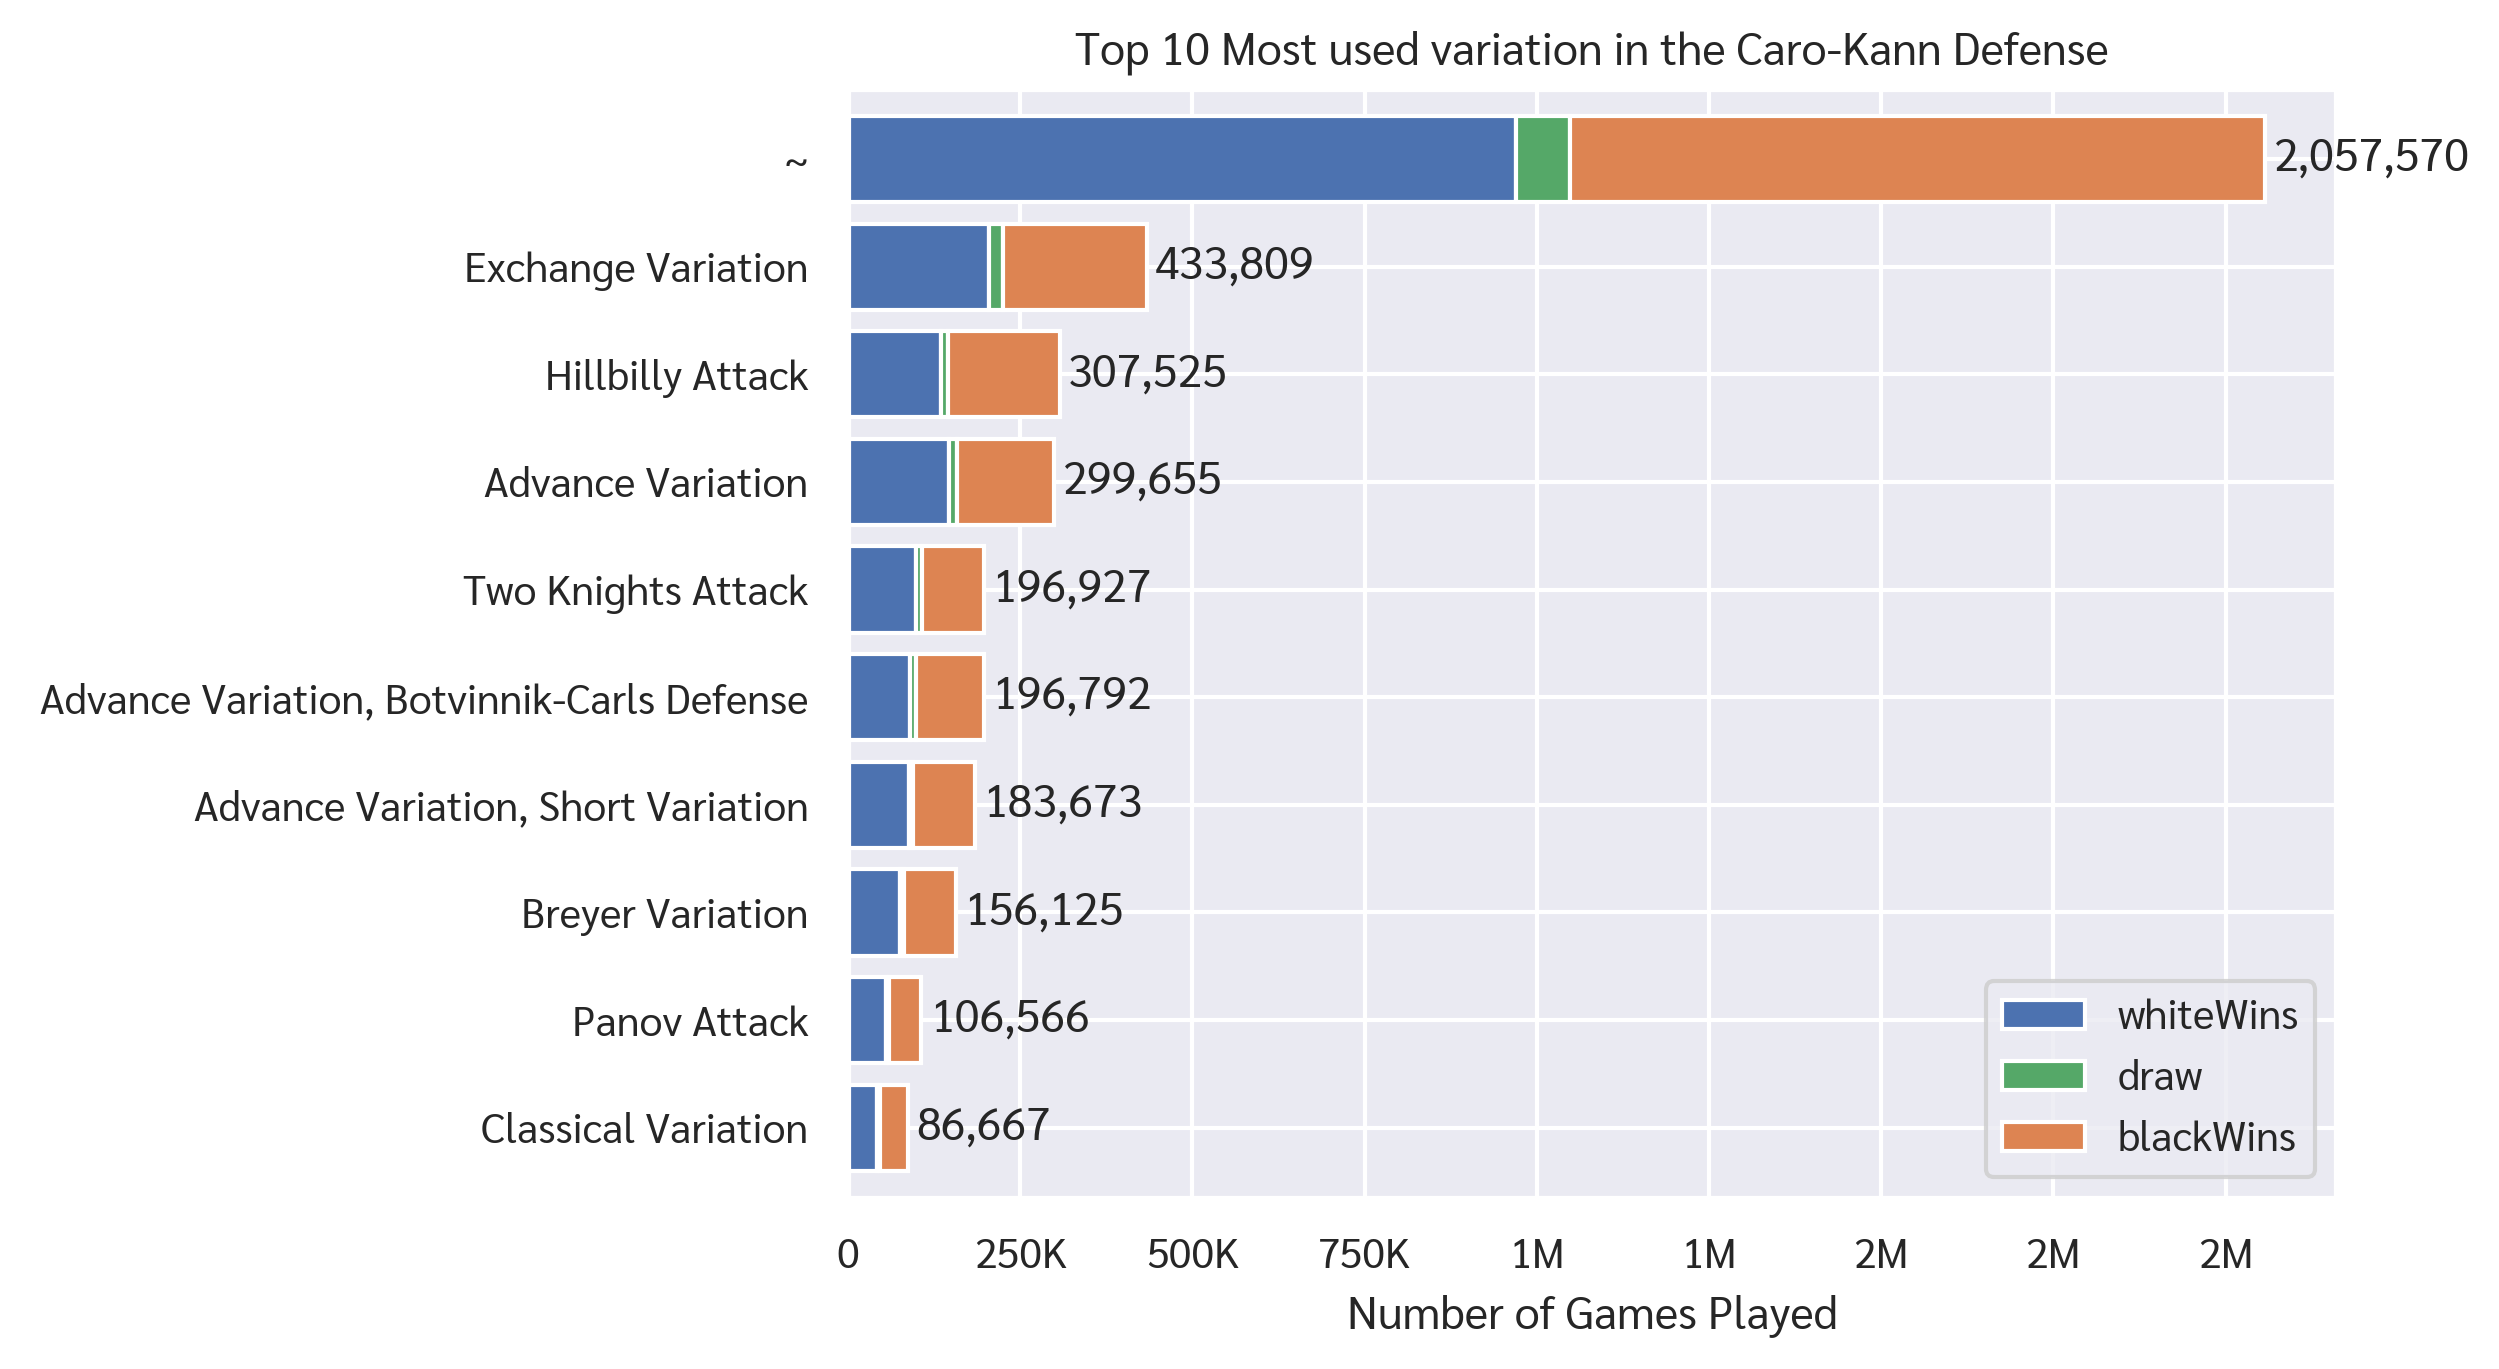 Top 10 Most used variation in the Caro-Kann Defense
~ 2,057,570
Exchange Variation 433,809
Hillbilly Attack 307,525
Advance Variation 299,655
Two Knights Attack 196,927
Advance Variation, Botvinnik-Carls Defense 196,792
Advance Variation, Short Variation 183,673
Breyer Variation 156,125
Panov Attack 106,566
Classical Variation 86,667
whiteWins
draw
blackWins
0 250K 500K 750K 1M 1M 2M 2M 2M
Number of Games Played